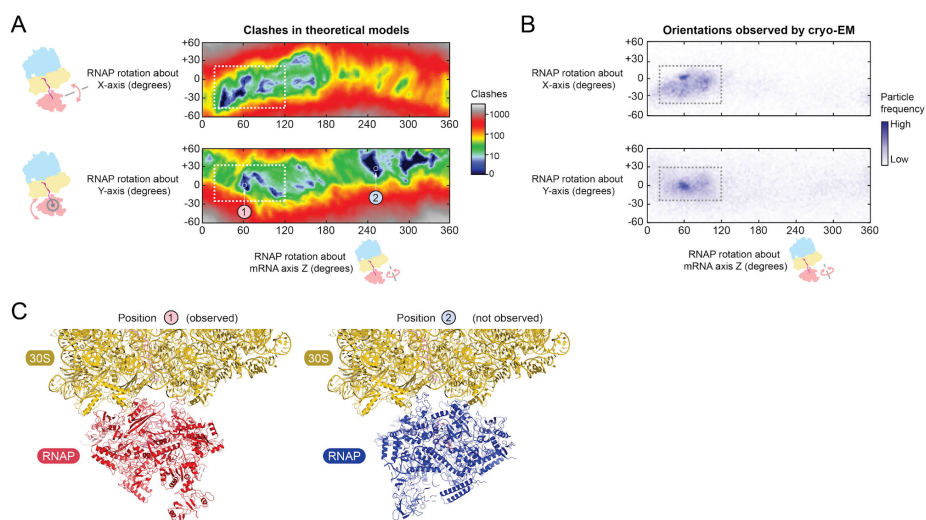 A
Clashes in theoretical models
RNAP rotation about
X-axis (degrees)
+60
+30
0
-30
-60
0 60 120 180 240 300 360
RNAP rotation about
Y-axis (degrees)
+60
+30
0
-30
-60
1
2
0 60 120 180 240 300 360
RNAP rotation about
mRNA axis Z (degrees)
Clashes
1000
100
10
0
B
Orientations observed by cryo-EM
RNAP rotation about
X-axis (degrees)
+60
+30
0
-30
-60
0 60 120 180 240 300 360
RNAP rotation about
Y-axis (degrees)
+60
+30
0
-30
-60
0 60 120 180 240 300 360
RNAP rotation about
mRNA axis Z (degrees)
Particle
frequency
High
Low
C
Position 1 (observed)
30S
RNAP
Position 2 (not observed)
30S
RNAP